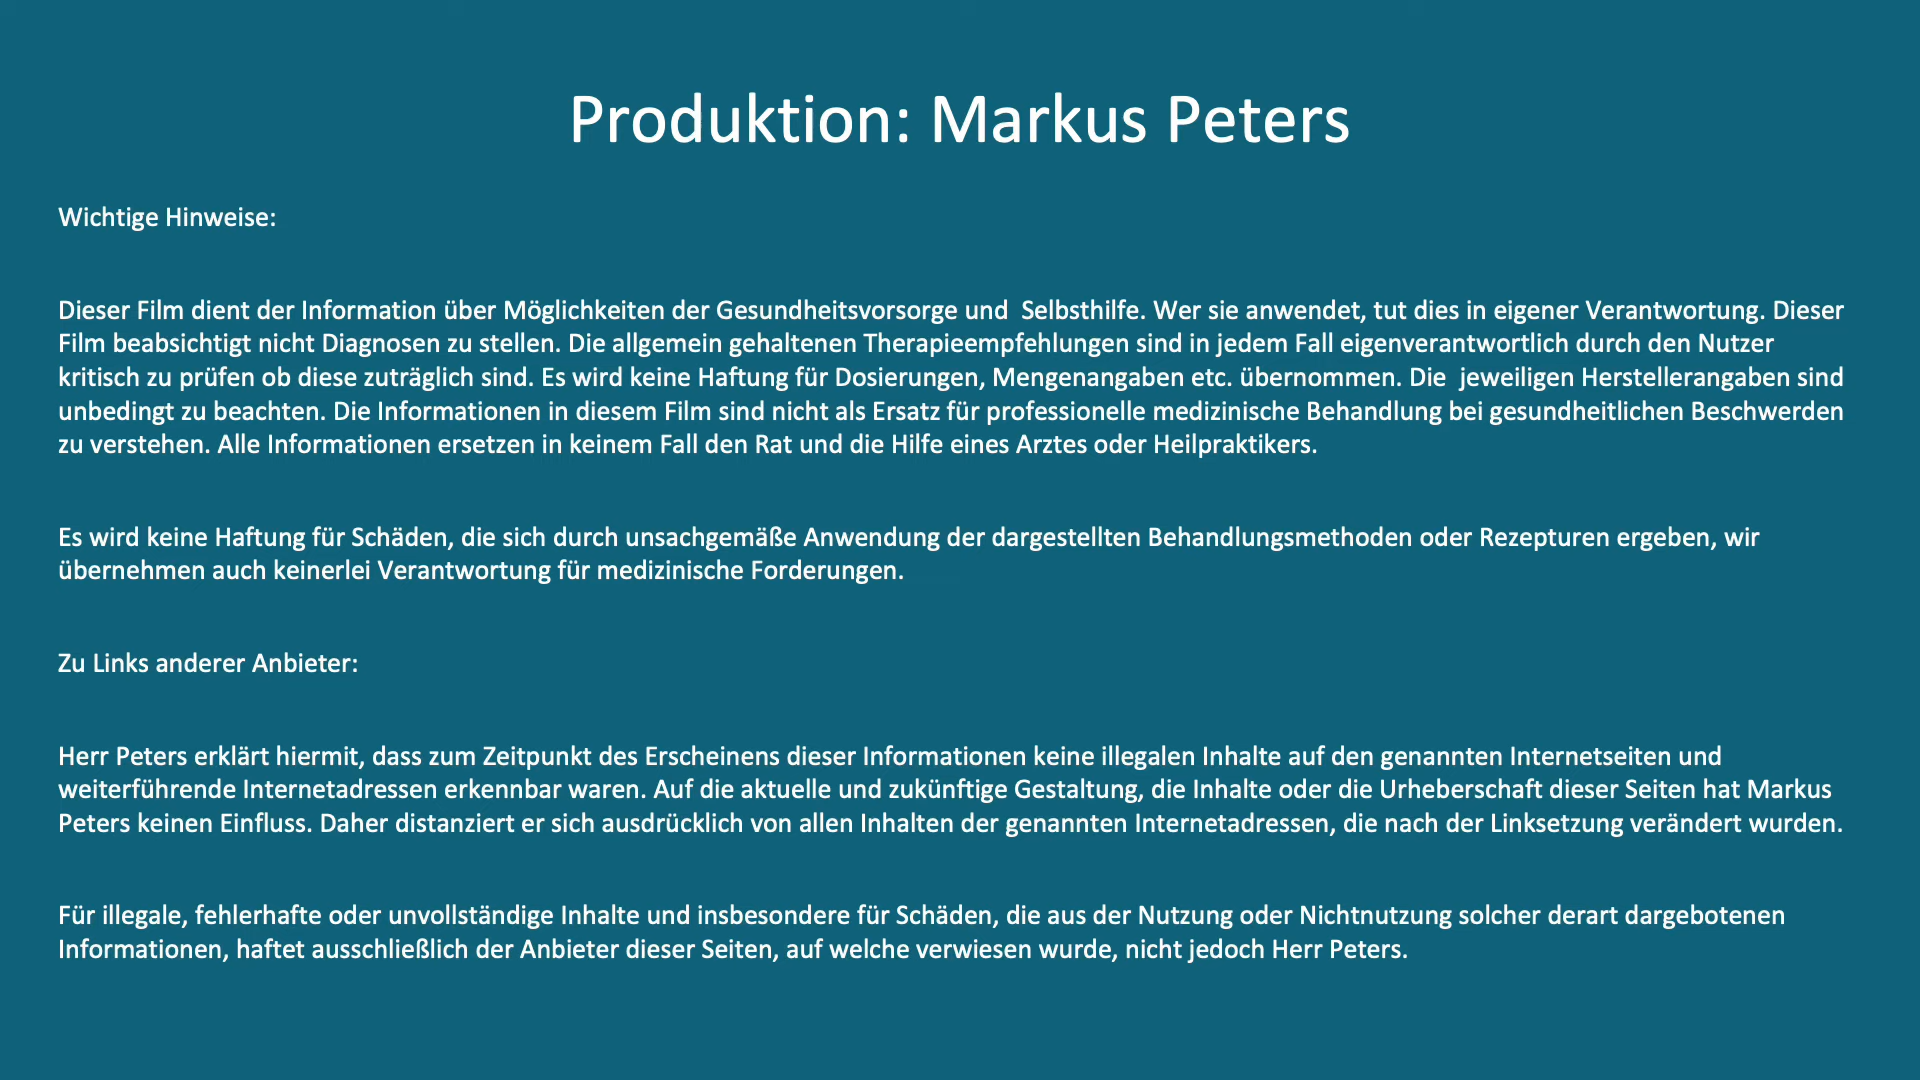 Produktion: Markus Peters
Wichtige Hinweise:
Dieser Film dient der Information über Möglichkeiten der Gesundheitsvorsorge und  Selbsthilfe. Wer sie anwendet, tut dies in eigener Verantwortung. Dieser
Film beabsichtigt nicht Diagnosen zu stellen. Die allgemein gehaltenen Therapieempfehlungen sind in jedem Fall eigenverantwortlich durch den Nutzer
kritisch zu prüfen ob diese zuträglich sind. Es wird keine Haftung für Dosierungen, Mengenangaben etc. übernommen. Die  jeweiligen Herstellerangaben sind
unbedingt zu beachten. Die Informationen in diesem Film sind nicht als Ersatz für professionelle medizinische Behandlung bei gesundheitlichen Beschwerden
zu verstehen. Alle Informationen ersetzen in keinem Fall den Rat und die Hilfe eines Arztes oder Heilpraktikers.
Es wird keine Haftung für Schäden, die sich durch unsachgemäße Anwendung der dargestellten Behandlungsmethoden oder Rezepturen ergeben, wir
übernehmen auch keinerlei Verantwortung für medizinische Forderungen.
Zu Links anderer Anbieter:
Herr Peters erklärt hiermit, dass zum Zeitpunkt des Erscheinens dieser Informationen keine illegalen Inhalte auf den genannten Internetseiten und
weiterführende Internetadressen erkennbar waren. Auf die aktuelle und zukünftige Gestaltung, die Inhalte oder die Urheberschaft dieser Seiten hat Markus
Peters keinen Einfluss. Daher distanziert er sich ausdrücklich von allen Inhalten der genannten Internetadressen, die nach der Linksetzung verändert wurden.
Für illegale, fehlerhafte oder unvollständige Inhalte und insbesondere für Schäden, die aus der Nutzung oder Nichtnutzung solcher derart dargebotenen
Informationen, haftet ausschließlich der Anbieter dieser Seiten, auf welche verwiesen wurde, nicht jedoch Herr Peters.